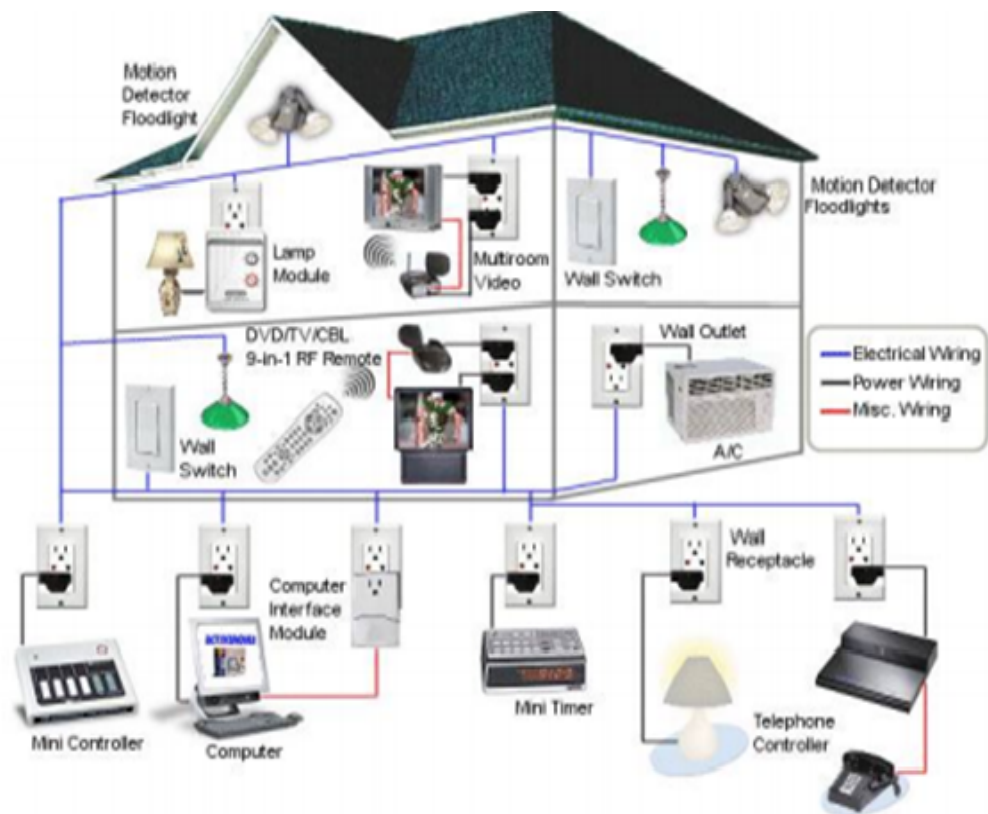 Motion
Detector
Floodlight
Motion Detector
Floodlights
Lamp
Module
Multiroom
Video
Wall Switch
DVD/TV/CBL
9-in-1 RF Remote
Wall Outlet
Electrical Wiring
Power Wiring
Misc. Wiring
Wall
Switch
A/C
Computer
Interface
Module
Wall
Receptacle
Mini Controller
Computer
Mini Timer
Telephone
Controller